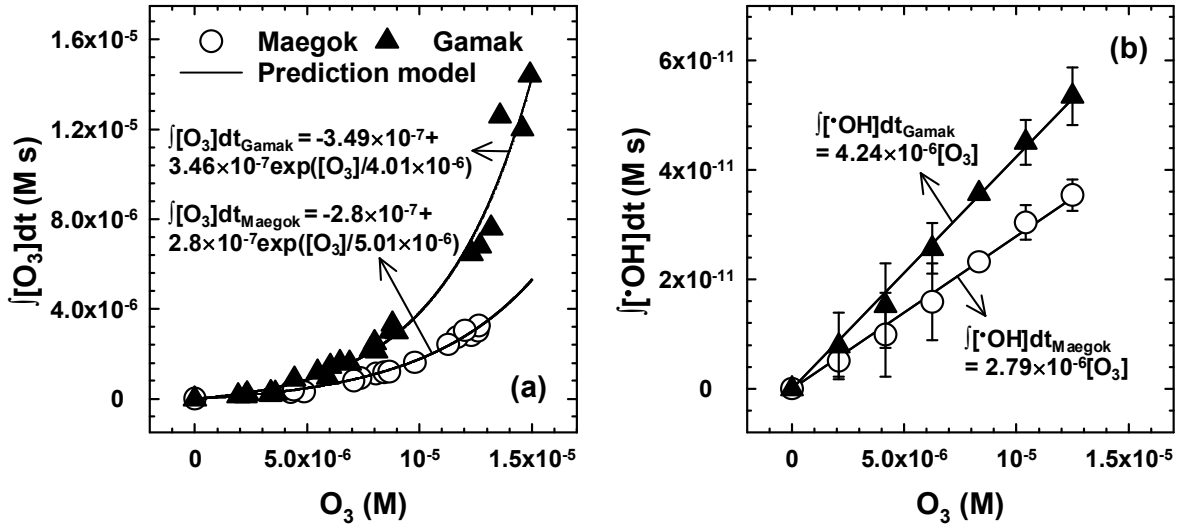 Maegok Gamak
Prediction model
∫[O₃]dt_Gamak = -3.49×10⁻⁷+
3.46×10⁻⁷exp([O₃]/4.01×10⁻⁶)
∫[O₃]dt_Maegok = -2.8×10⁻⁷+
2.8×10⁻⁷exp([O₃]/5.01×10⁻⁶)
(a)
1.6x10⁻⁵
1.2x10⁻⁵
8.0x10⁻⁶
4.0x10⁻⁶
0
∫[O₃]dt (M s)
0 5.0x10⁻⁶ 10⁻⁵ 1.5x10⁻⁵
O₃ (M)
(b)
∫[•OH]dt_Gamak
= 4.24×10⁻⁶[O₃]
∫[•OH]dt_Maegok
= 2.79×10⁻⁶[O₃]
6x10⁻¹¹
4x10⁻¹¹
2x10⁻¹¹
0
∫[•OH]dt (M s)
0 5.0x10⁻⁶ 10⁻⁵ 1.5x10⁻⁵
O₃ (M)